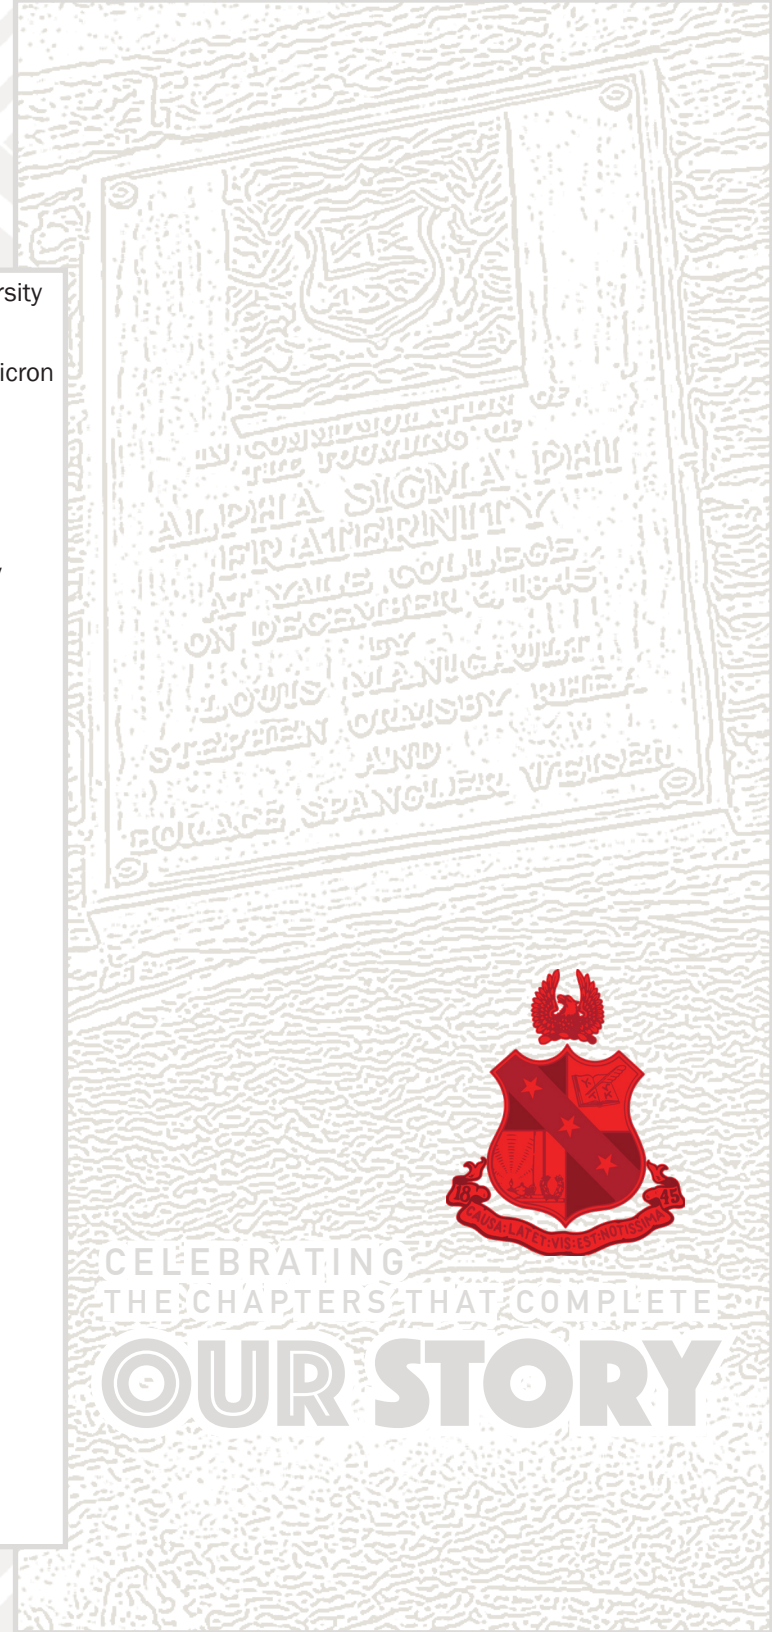 rsity
icron
y
IN COMMEMORATION OF
THE FOUNDING OF
ALPHA SIGMA PHI
FRATERNITY
AT YALE COLLEGE
ON DECEMBER 6, 1845
BY
LOUIS MANIGAULT
STEPHEN ORMSBY RHEA
AND
HORACE SPANGLER WEISER
18 45
CAUSA:LATET:VIS:EST:NOTISSIMA
CELEBRATING
THE CHAPTERS THAT COMPLETE
OUR STORY